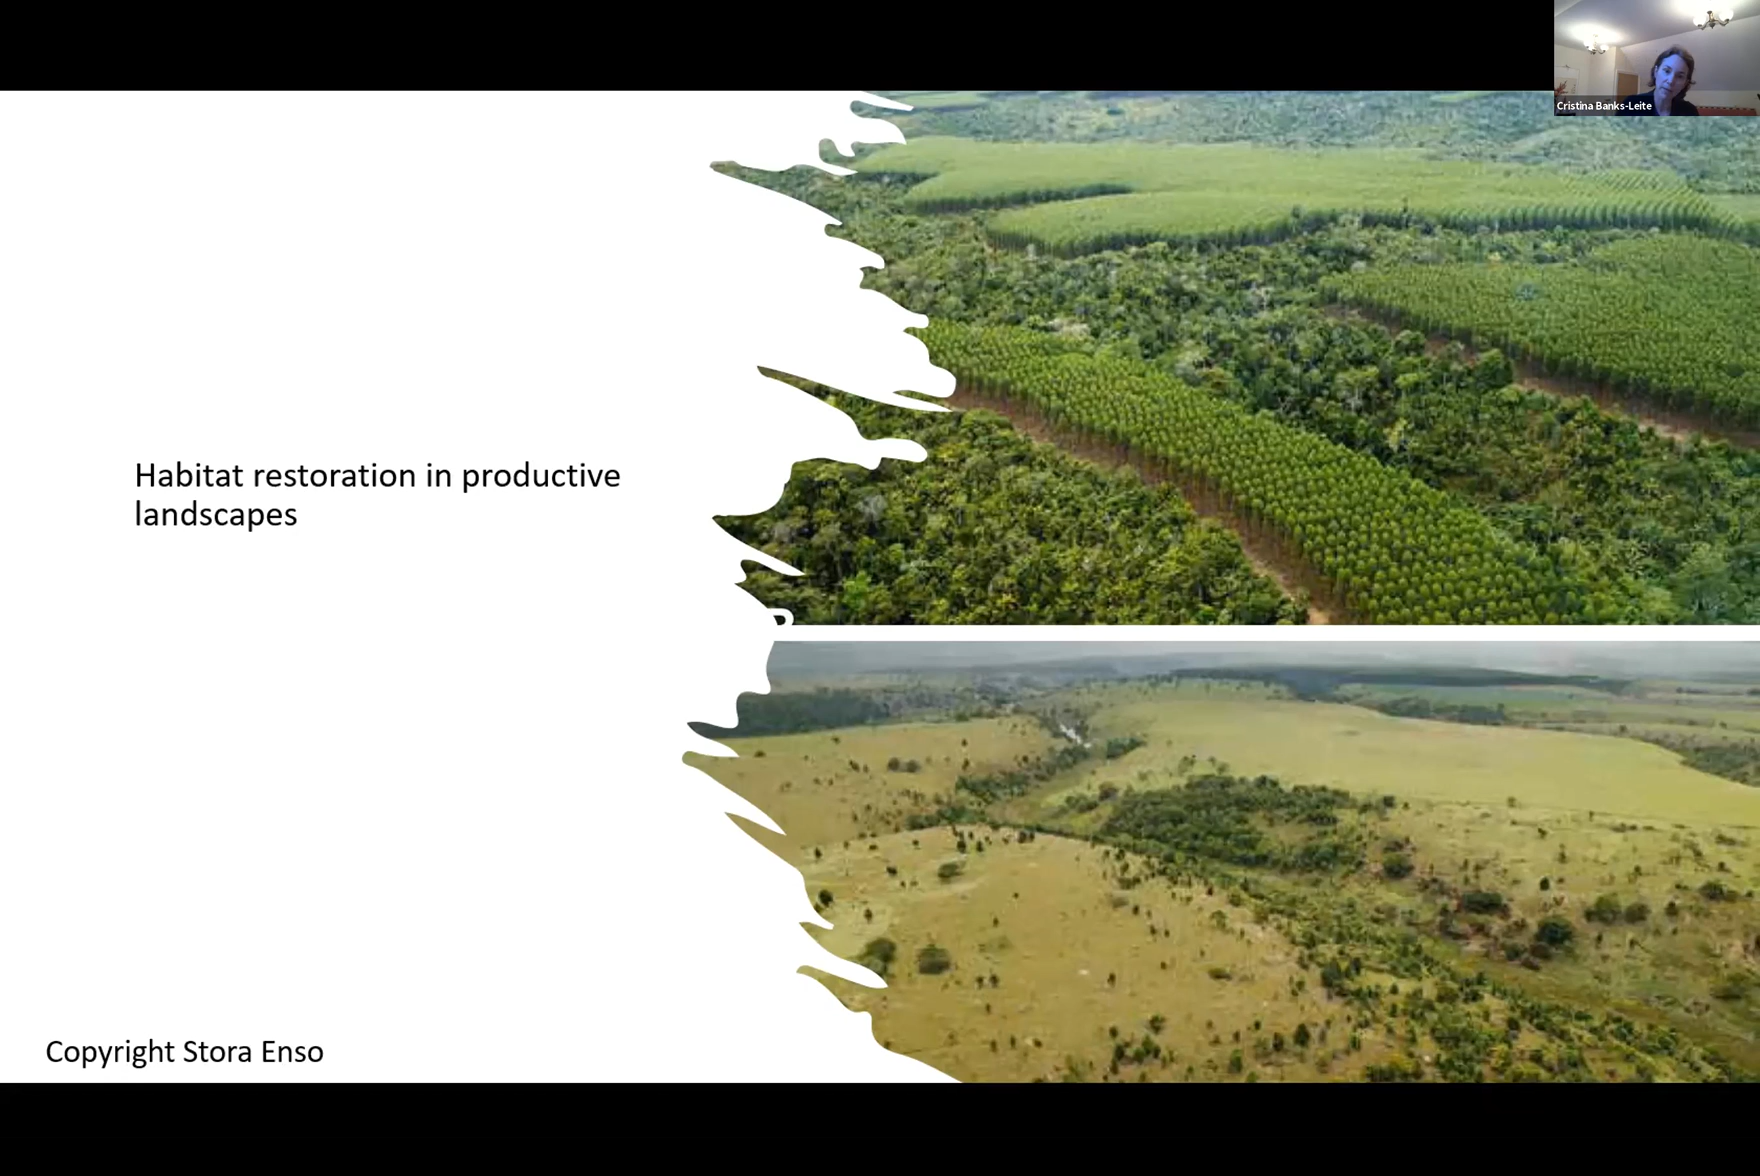 Cristina Banks-Leite
Habitat restoration in productive
landscapes
Copyright Stora Enso